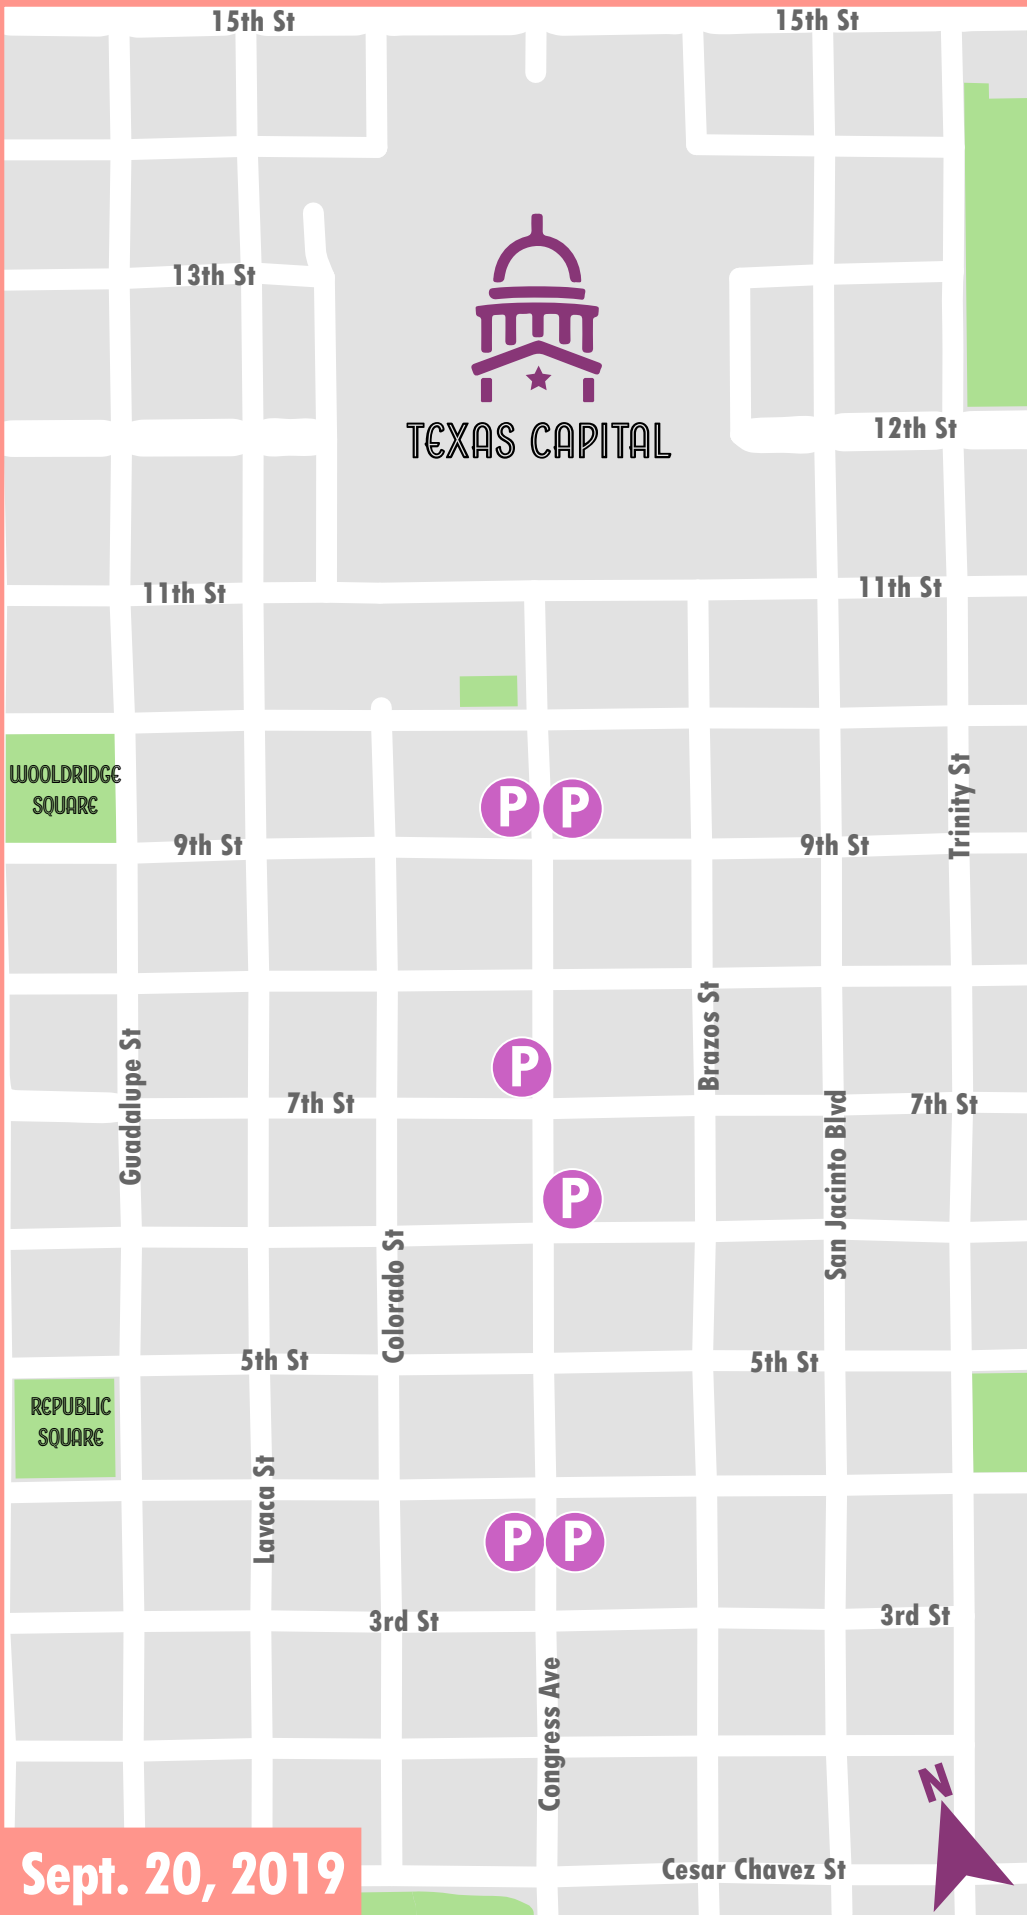 15th St
15th St
13th St
TEXAS CAPITAL
12th St
11th St
11th St
WOOLDRIDGE
SQUARE
Trinity St
P
P
9th St
9th St
Brazos St
Guadalupe St
P
7th St
7th St
San Jacinto Blvd
P
Colorado St
5th St
5th St
REPUBLIC
SQUARE
Lavaca St
P
P
3rd St
3rd St
Congress Ave
N
Sept. 20, 2019
Cesar Chavez St